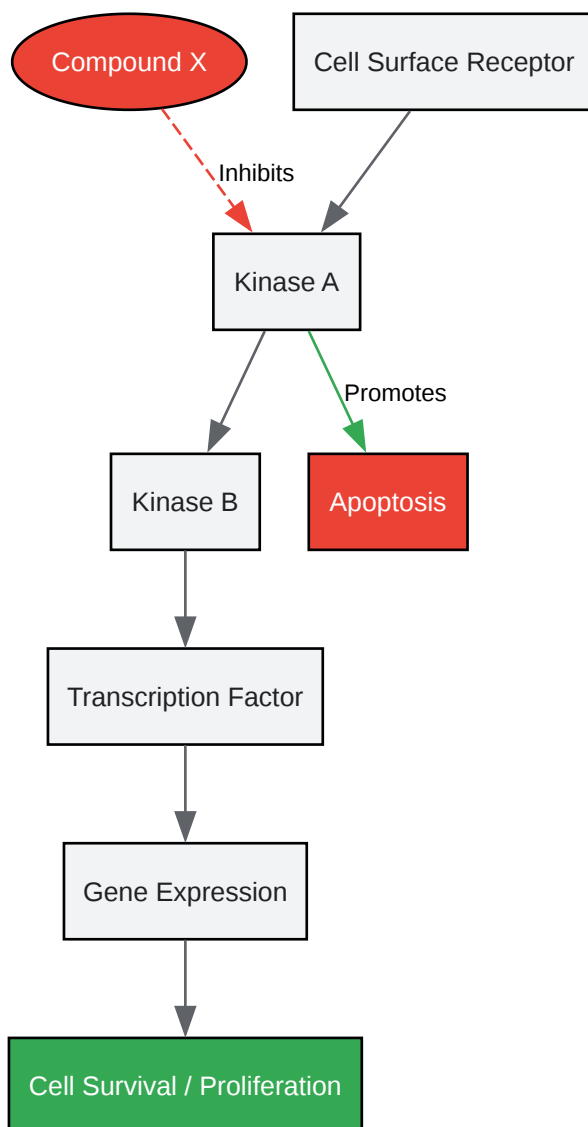 Compound X
Cell Surface Receptor
Inhibits
Kinase A
Promotes
Kinase B
Apoptosis
Transcription Factor
Gene Expression
Cell Survival / Proliferation